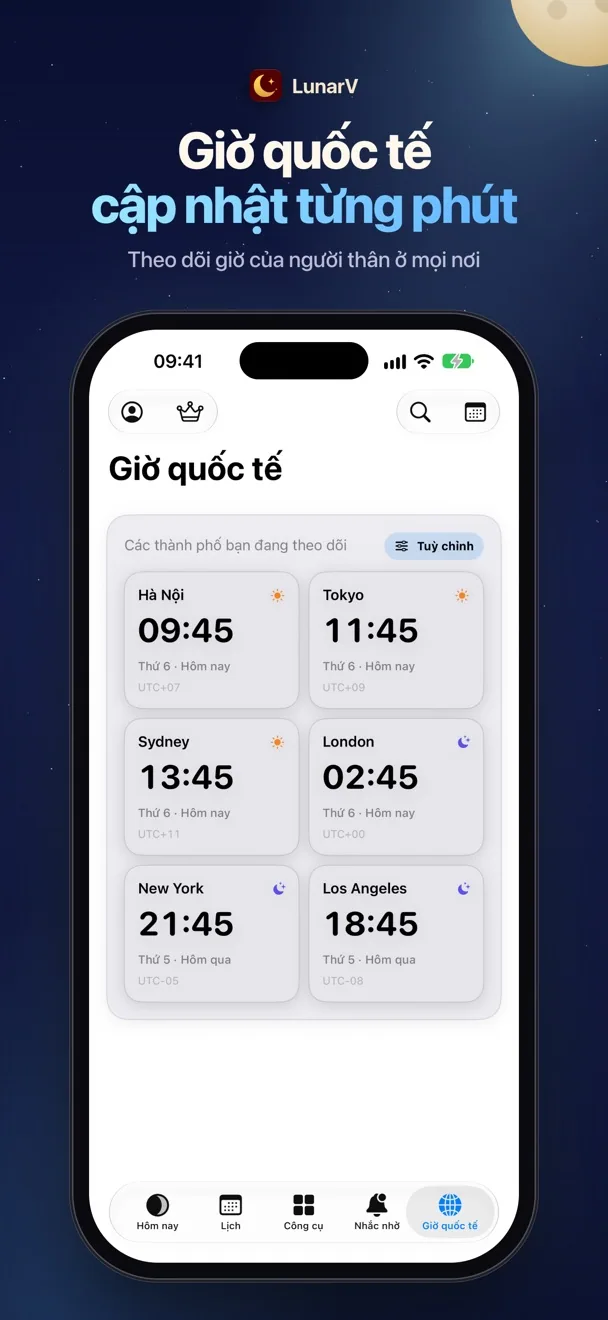 LunarV
Giờ quốc tế
cập nhật từng phút
Theo dõi giờ của người thân ở mọi nơi
09:41
Giờ quốc tế
Các thành phố bạn đang theo dõi
Tuỳ chỉnh
Hà Nội
09:45
Thứ 6 · Hôm nay
UTC+07
Tokyo
11:45
Thứ 6 · Hôm nay
UTC+09
Sydney
13:45
Thứ 6 · Hôm nay
UTC+11
London
02:45
Thứ 6 · Hôm nay
UTC+00
New York
21:45
Thứ 5 · Hôm qua
UTC-05
Los Angeles
18:45
Thứ 5 · Hôm qua
UTC-08
Hôm nay
Lịch
Công cụ
Nhắc nhở
Giờ quốc tế